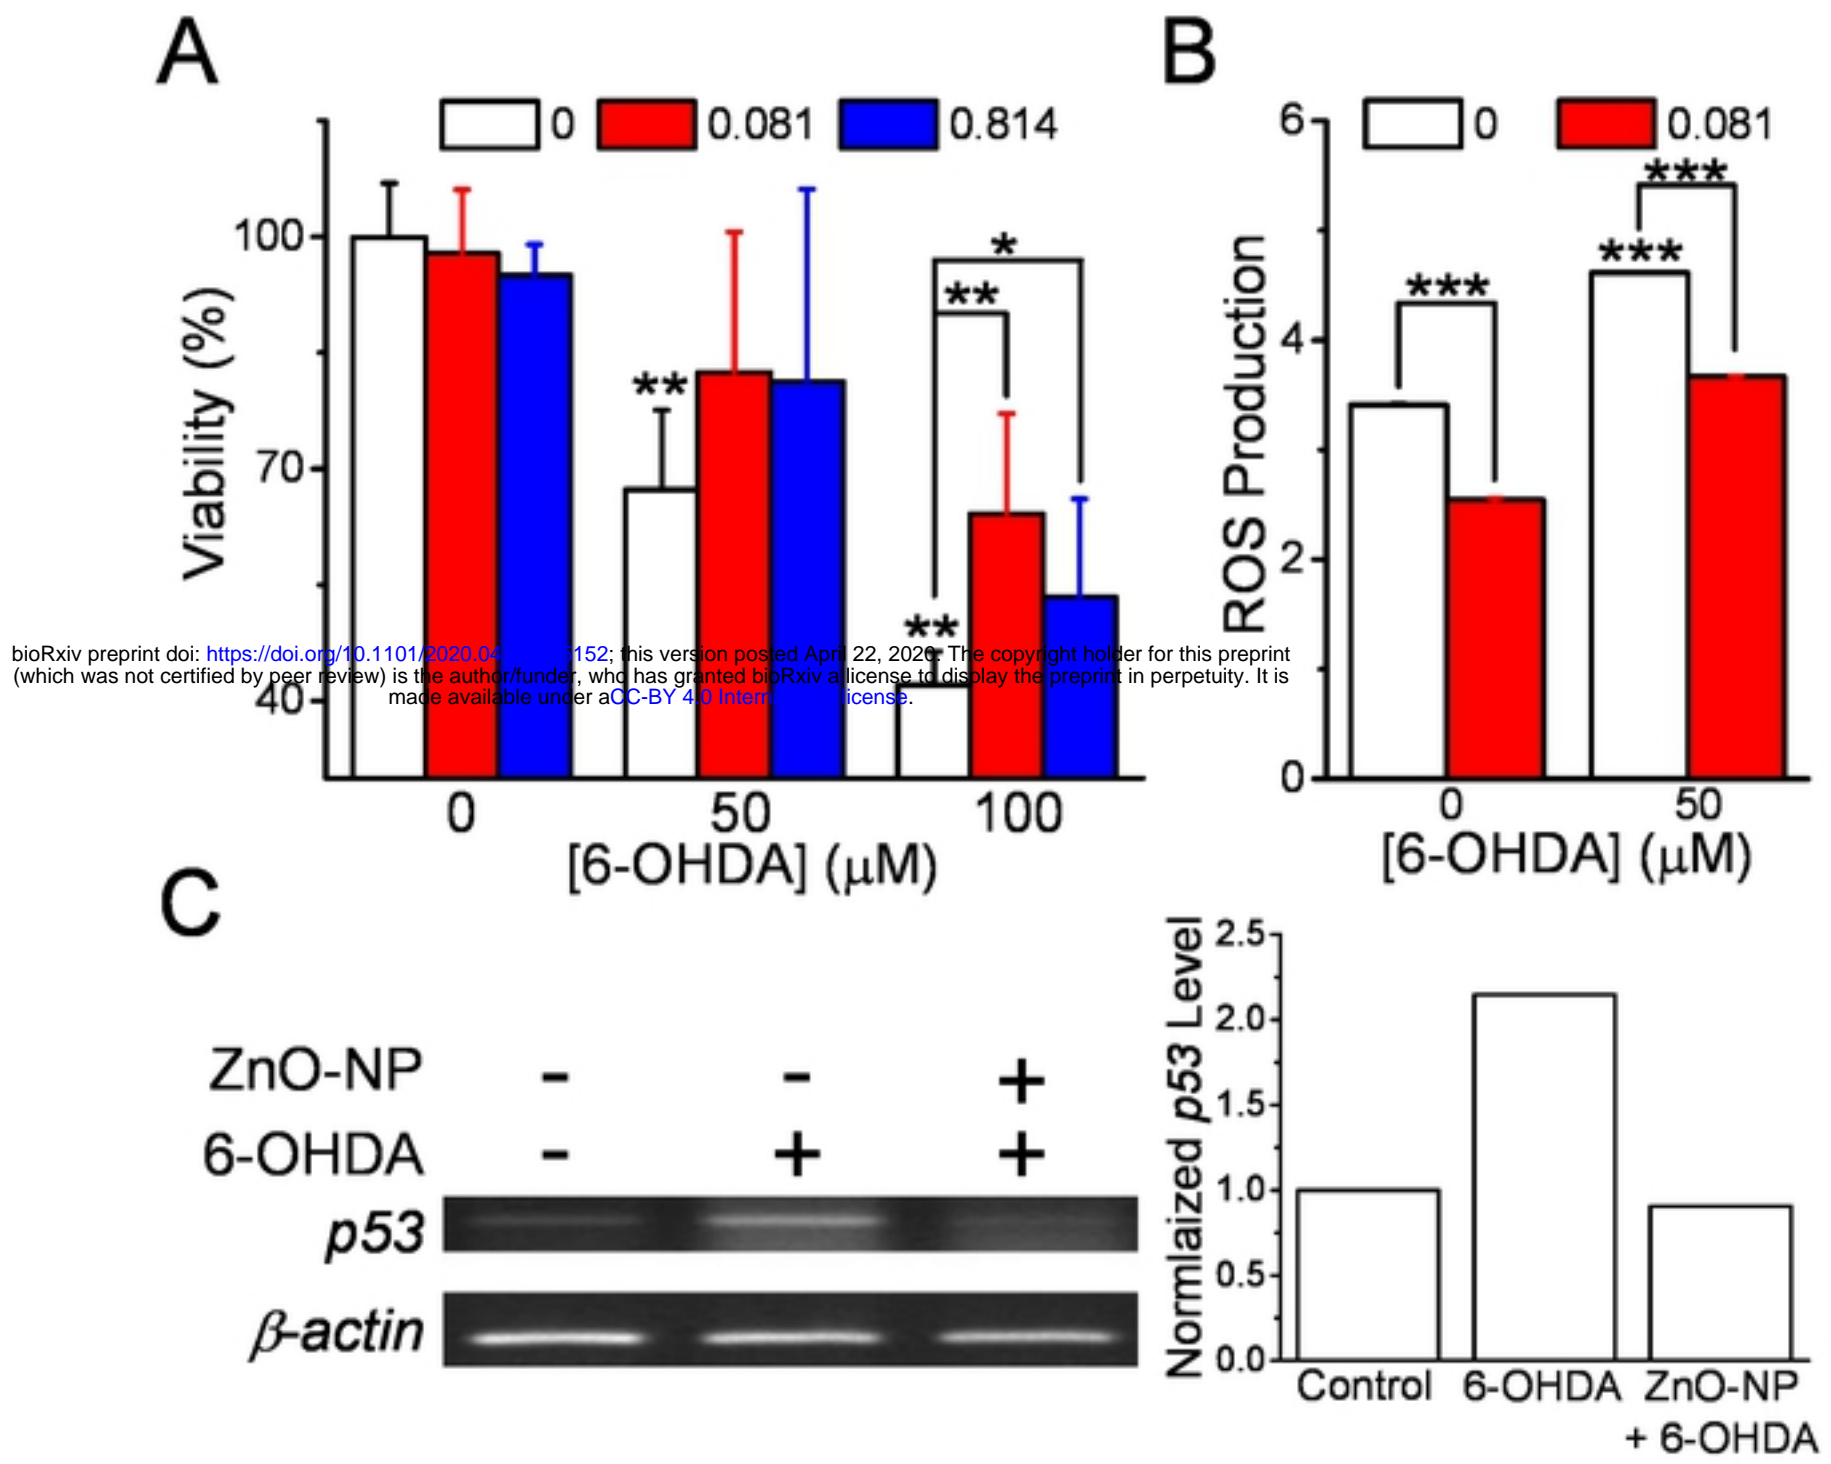 A
0 0.081 0.814
100
70
40
Viability (%)
**
**
*
**
0 50 100
[6-OHDA] (μM)
B
0 0.081
6
4
2
0
ROS Production
***
***
***
0 50
[6-OHDA] (μM)
bioRxiv preprint doi: https://doi.org/10.1101/2020.04 152; this version posted April 22, 2020. The copyright holder for this preprint
(which was not certified by peer review) is the author/funder, who has granted bioRxiv a license to display the preprint in perpetuity. It is
made available under aCC-BY 4.0 license.
C
ZnO-NP - - +
6-OHDA - + +
p53
β-actin
Normlaized p53 Level
2.5
2.0
1.5
1.0
0.5
0.0
Control 6-OHDA ZnO-NP
+ 6-OHDA